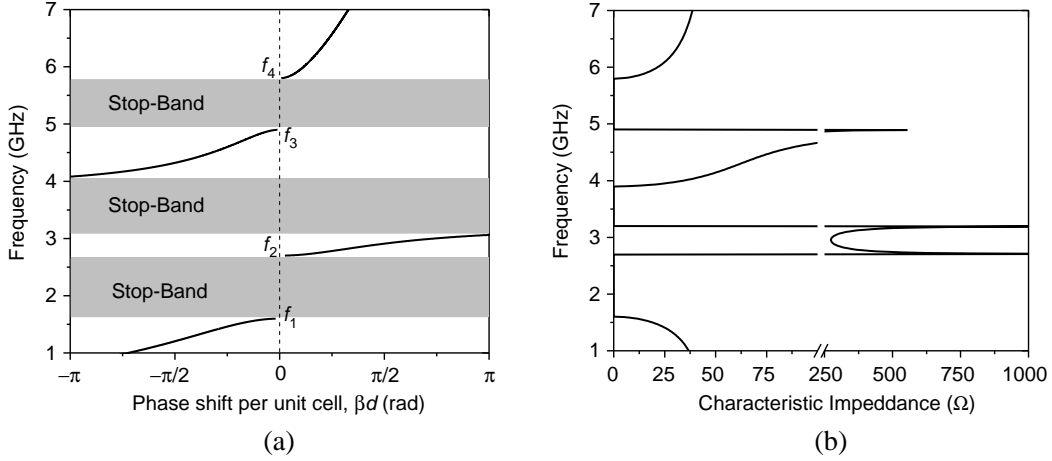 7
6
5
4
3
2
1
Frequency (GHz)
f4
Stop-Band
f3
Stop-Band
f2
Stop-Band
f1
−π
−π/2
0
π/2
π
Phase shift per unit cell, βd (rad)
(a)
7
6
5
4
3
2
1
Frequency (GHz)
0
25
50
75
250
500
750
1000
Characteristic Impeddance (Ω)
(b)